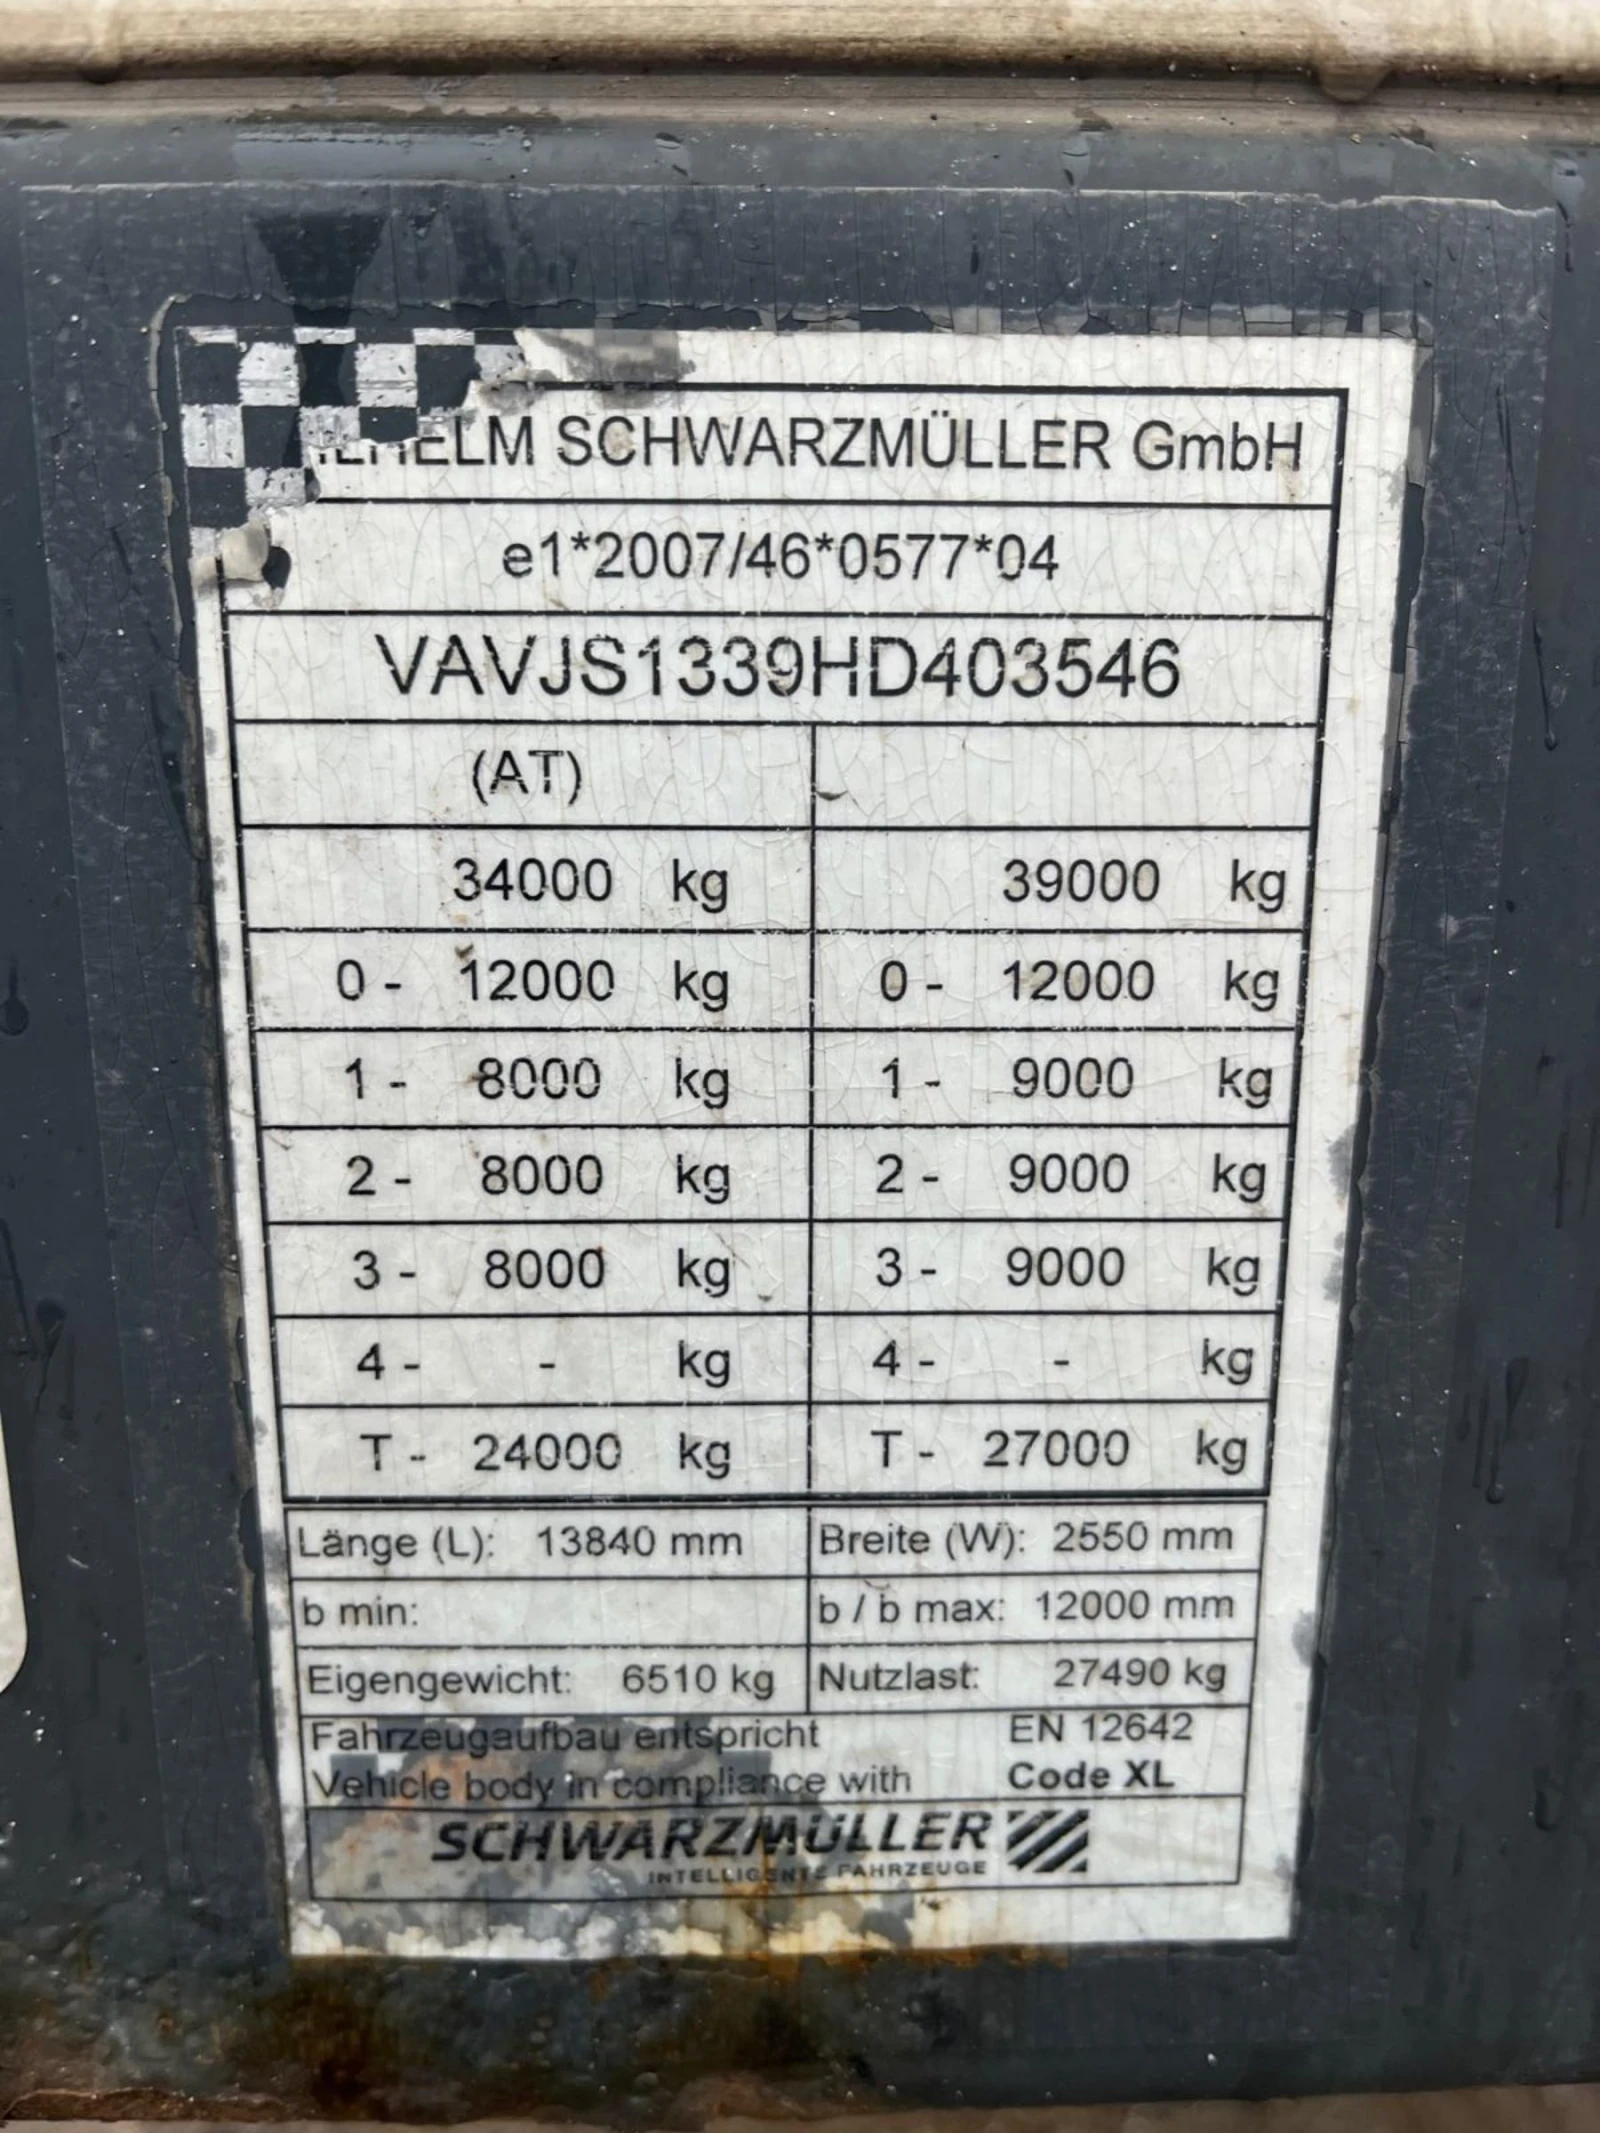 WILHELM SCHWARZMÜLLER GmbH
e1*2007/46*0577*04
VAVJS1339HD403546
(AT)
34000 kg 39000 kg
0 - 12000 kg 0 - 12000 kg
1 - 8000 kg 1 - 9000 kg
2 - 8000 kg 2 - 9000 kg
3 - 8000 kg 3 - 9000 kg
4 - - kg 4 - - kg
T - 24000 kg T - 27000 kg
Länge (L): 13840 mm Breite (W): 2550 mm
b min: b / b max: 12000 mm
Eigengewicht: 6510 kg Nutzlast: 27490 kg
Fahrzeugaufbau entspricht EN 12642
Vehicle body in compliance with Code XL
SCHWARZMÜLLER
INTELLIGENTE FAHRZEUGE